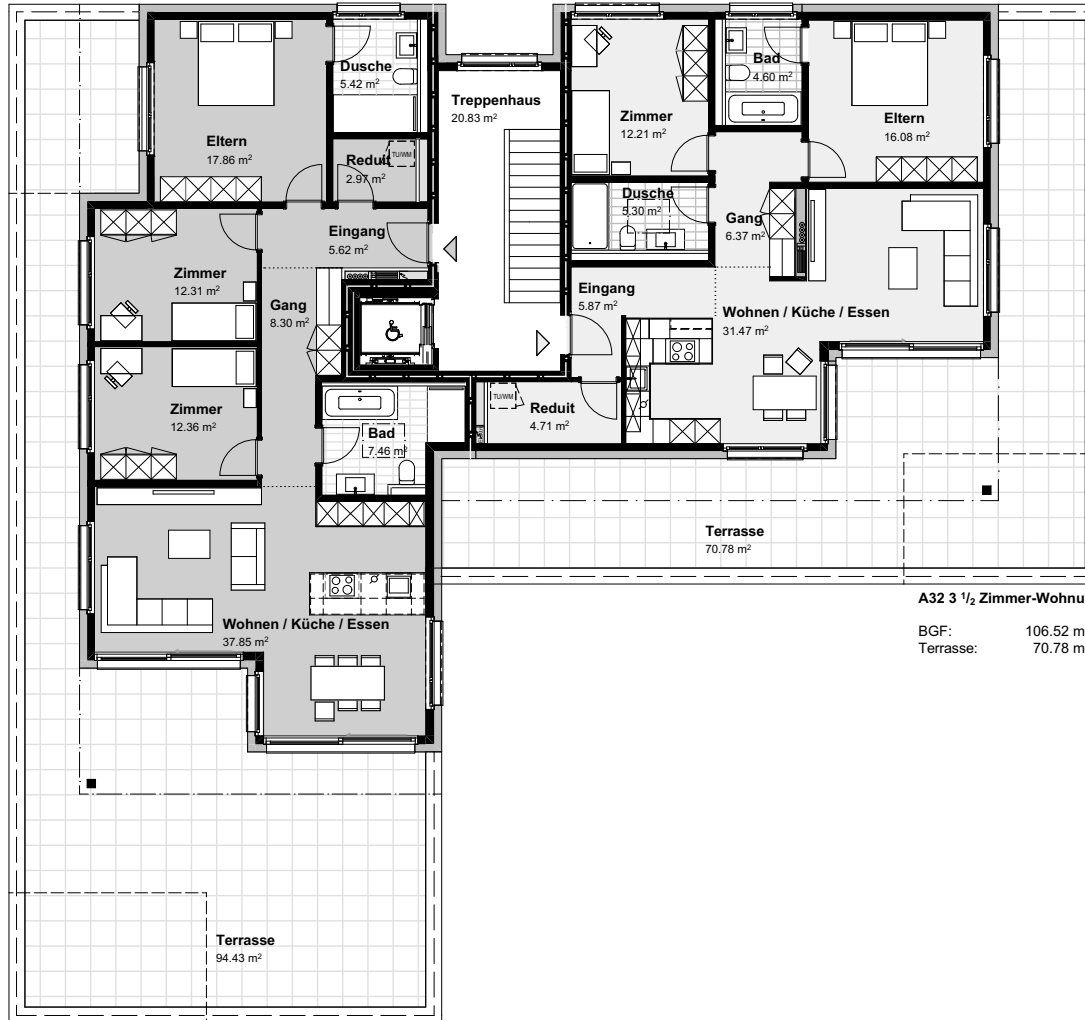 Dusche
5.42 m²
Eltern
17.86 m²
Reduit
2.97 m²
TU/WM
Treppenhaus
20.83 m²
Zimmer
12.21 m²
Bad
4.60 m²
Eltern
16.08 m²
Dusche
5.30 m²
Gang
6.37 m²
Eingang
5.62 m²
Zimmer
12.31 m²
Gang
8.30 m²
Eingang
5.87 m²
Wohnen / Küche / Essen
31.47 m²
Zimmer
12.36 m²
Bad
7.46 m²
TU/WM
Reduit
4.71 m²
Terrasse
70.78 m²
A32 3 1/2 Zimmer-Wohnu
BGF: 106.52 m
Terrasse: 70.78 m
Wohnen / Küche / Essen
37.85 m²
Terrasse
94.43 m²